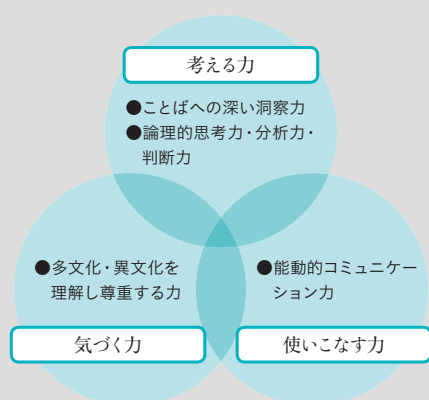 考える力
●ことばへの深い洞察力
●論理的思考力・分析力・
判断力
●多文化・異文化を
理解し尊重する力
気づく力
●能動的コミュニケー
ション力
使いこなす力